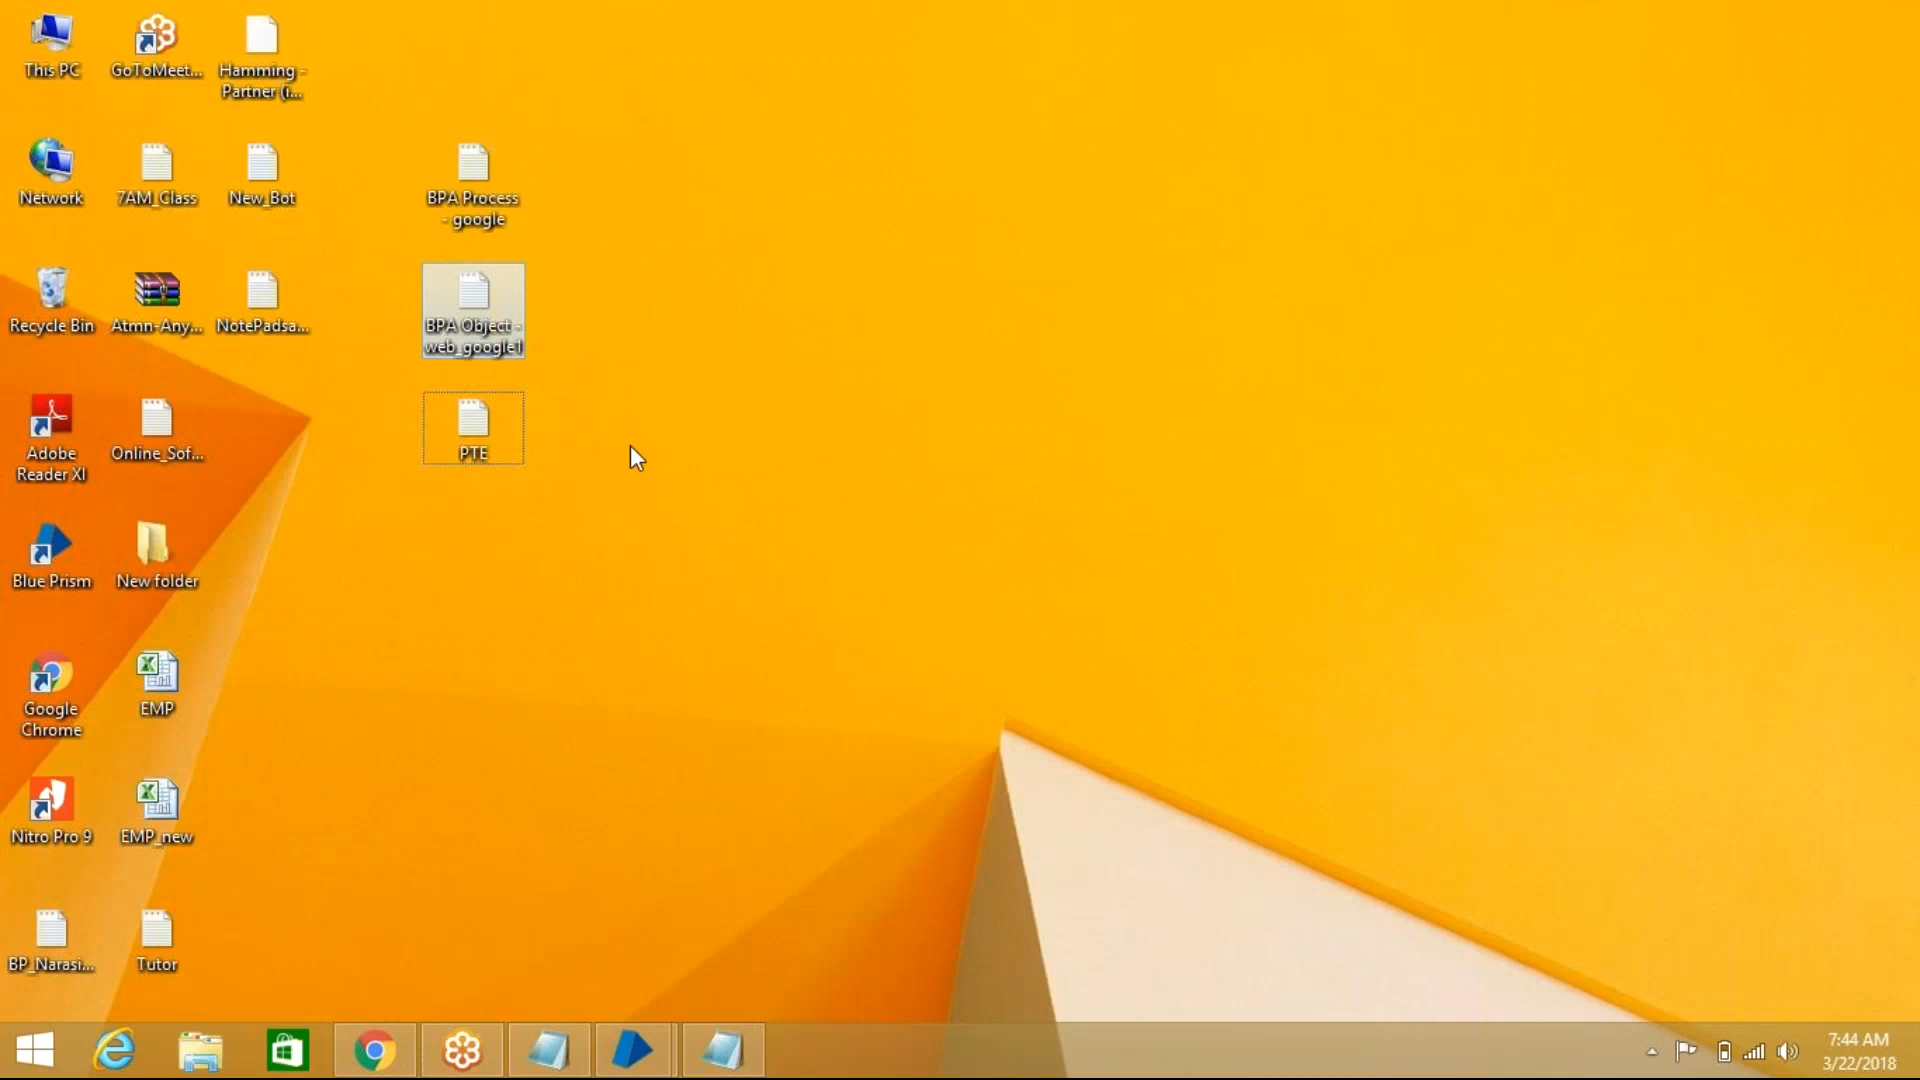 This PC
GoToMeet...
Hamming -
Partner (i...
Network
7AM_Class
New_Bot
BPA Process
- google
Recycle Bin
Atmn-Any...
NotePadsa...
BPA Object -
web_google1
Adobe
Reader XI
Online_Sof...
PTE
Blue Prism
New folder
Google
Chrome
EMP
Nitro Pro 9
EMP_new
BP_Narasi...
Tutor
7:44 AM
3/22/2018